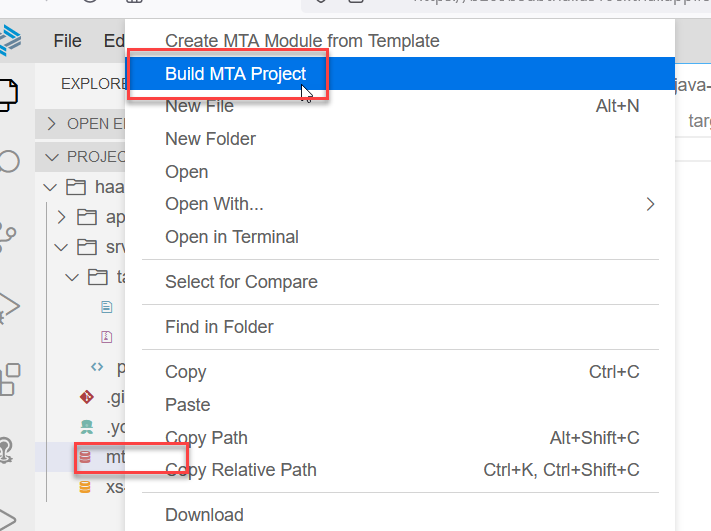 File Ed
Create MTA Module from Template
EXPLORE
Build MTA Project
java-
New File Alt+N
OPEN E
targ
New Folder
PROJEC
Open
haa
Open With...
ap
Open in Terminal
srv
ta
Select for Compare
Find in Folder
p
Copy Ctrl+C
.gi
Paste
.yo
Copy Path Alt+Shift+C
mt
Copy Relative Path Ctrl+K, Ctrl+Shift+C
xs-
Download